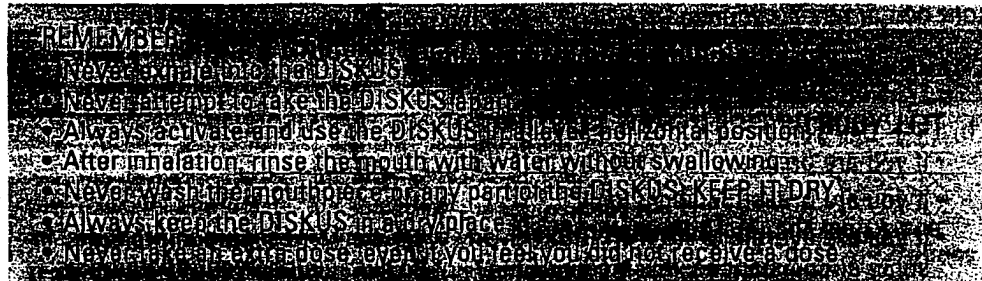 REMEMBER:
Never exhale into the DISKUS.
• Never attempt to take the DISKUS apart.
• Always activate and use the DISKUS in a level, horizontal position.
• After inhalation, rinse the mouth with water without swallowing.
• Never wash the mouthpiece or any part of the DISKUS. KEEP IT DRY.
• Always keep the DISKUS in a dry place.
• Never take an extra dose, even if you feel you did not receive a dose.